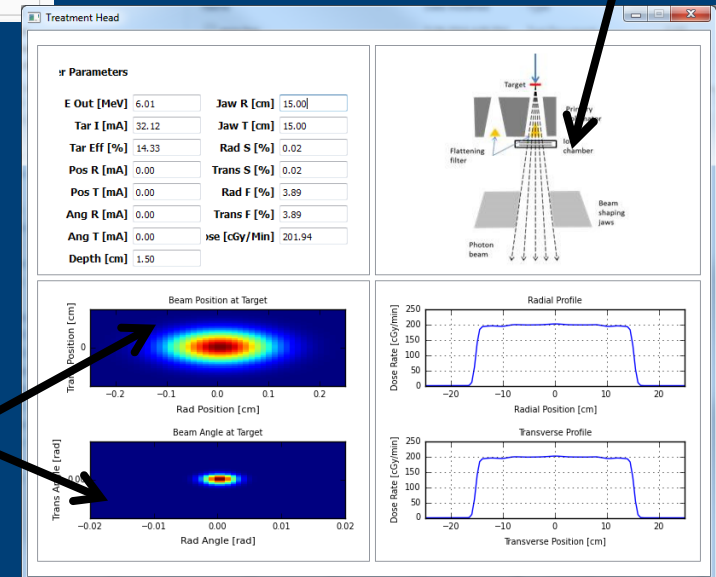 Treatment Head
r Parameters
E Out [MeV] 6.01 Jaw R [cm] 15.00
Tar I [mA] 32.12 Jaw T [cm] 15.00
Tar Eff [%] 14.33 Rad S [%] 0.02
Pos R [mA] 0.00 Trans S [%] 0.02
Pos T [mA] 0.00 Rad F [%] 3.89
Ang R [mA] 0.00 Trans F [%] 3.89
Ang T [mA] 0.00 ose [cGy/Min] 201.94
Depth [cm] 1.50
Target
Primary
Flattening
filter
chamber
Beam
shaping
jaws
Photon
beam
Beam Position at Target
Position [cm]
0
−0.2 −0.1 0.0 0.1 0.2
Rad Position [cm]
Radial Profile
Dose Rate [cGy/min]
250
200
150
100
50
0
−20 −10 0 10 20
Radial Position [cm]
Beam Angle at Target
Trans Angle [rad]
−0.02 −0.01 0.00 0.01 0.02
Rad Angle [rad]
Transverse Profile
Dose Rate [cGy/min]
250
200
150
100
50
0
−20 −10 0 10 20
Transverse Position [cm]